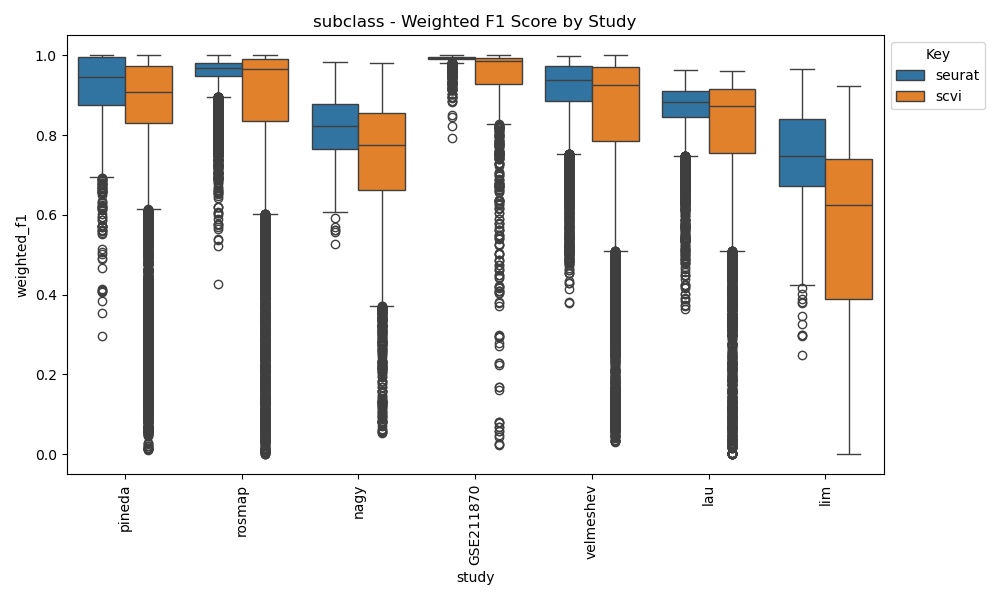 subclass - Weighted F1 Score by Study
Key
seurat
scvi
weighted_f1
1.0
0.8
0.6
0.4
0.2
0.0
pineda
rosmap
nagy
GSE211870
velmeshev
lau
lim
study